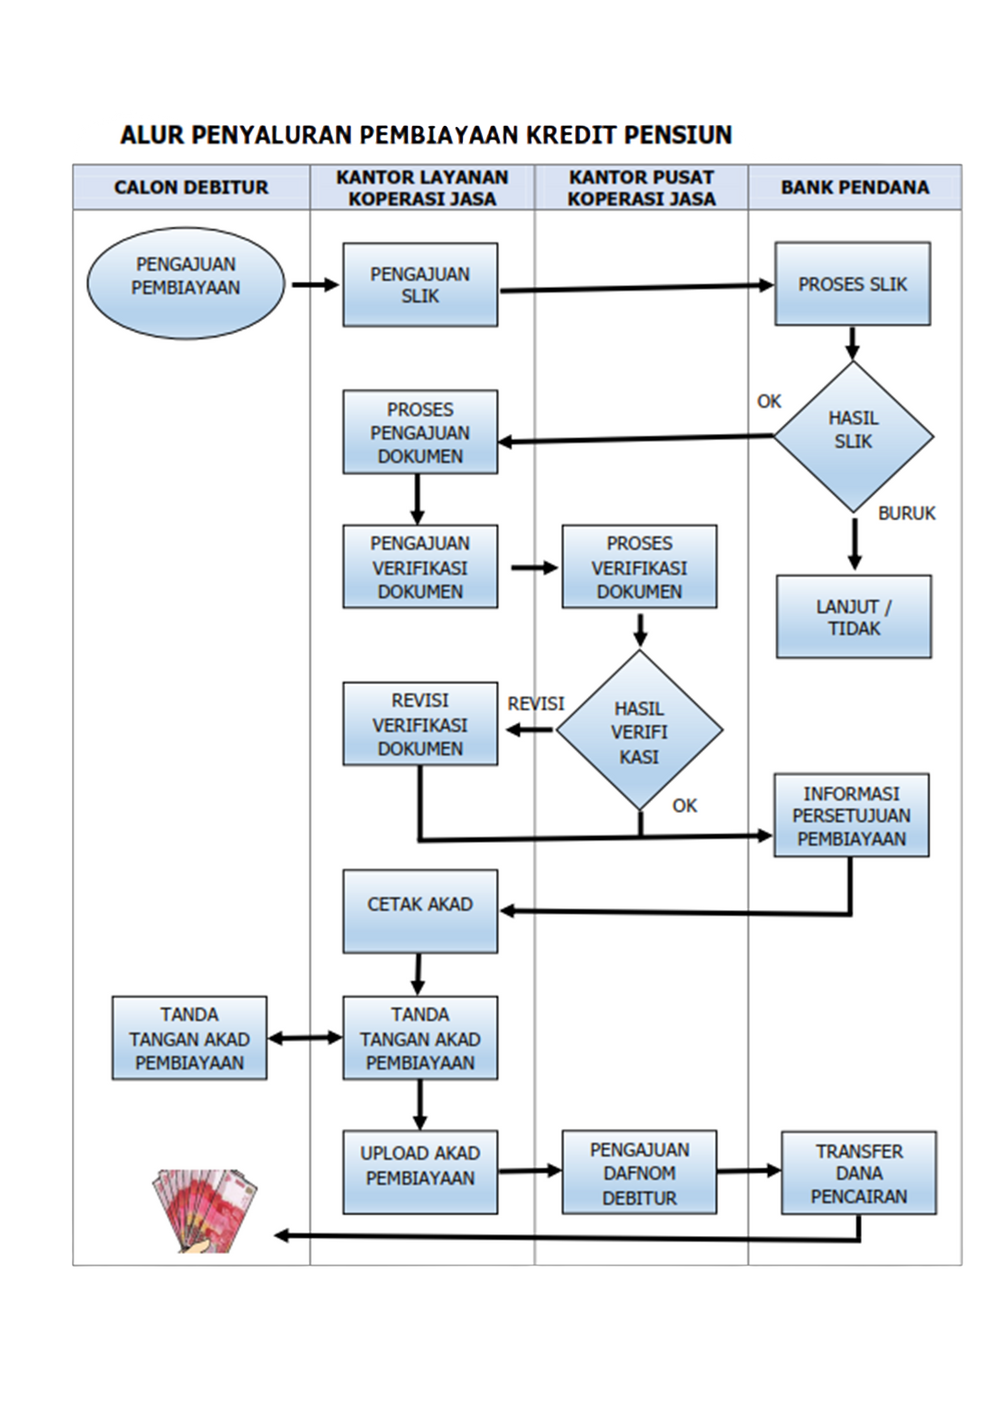 ALUR PENYALURAN PEMBIAYAAN KREDIT PENSIUN
CALON DEBITUR
KANTOR LAYANAN
KOPERASI JASA
KANTOR PUSAT
KOPERASI JASA
BANK PENDANA
PENGAJUAN
PEMBIAYAAN
PENGAJUAN
SLIK
PROSES SLIK
OK
HASIL
SLIK
PROSES
PENGAJUAN
DOKUMEN
BURUK
PENGAJUAN
VERIFIKASI
DOKUMEN
PROSES
VERIFIKASI
DOKUMEN
LANJUT /
TIDAK
REVISI
VERIFIKASI
DOKUMEN
REVISI
HASIL
VERIFI
KASI
OK
INFORMASI
PERSETUJUAN
PEMBIAYAAN
CETAK AKAD
TANDA
TANGAN AKAD
PEMBIAYAAN
TANDA
TANGAN AKAD
PEMBIAYAAN
UPLOAD AKAD
PEMBIAYAAN
PENGAJUAN
DAFNOM
DEBITUR
TRANSFER
DANA
PENCAIRAN